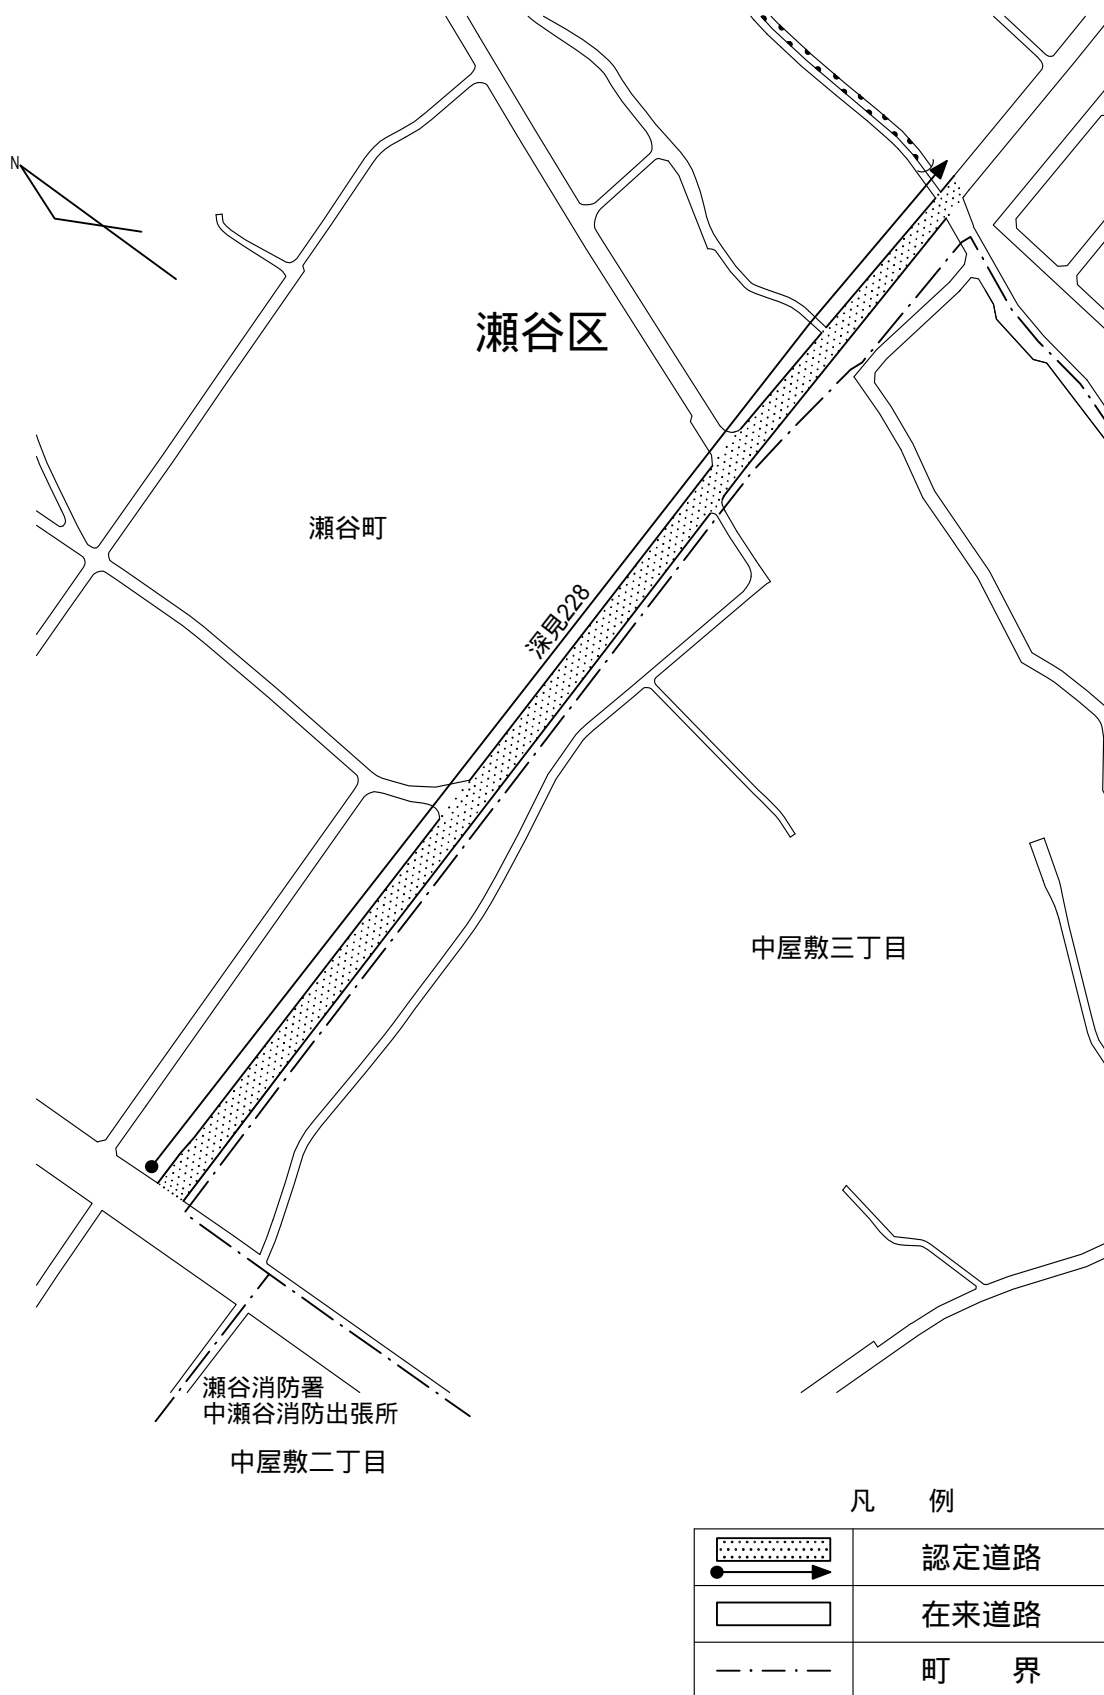 N
瀬谷区
瀬谷町
深見228
中屋敷三丁目
瀬谷消防署
中瀬谷消防出張所
中屋敷二丁目
凡 例
認定道路
在来道路
町 界